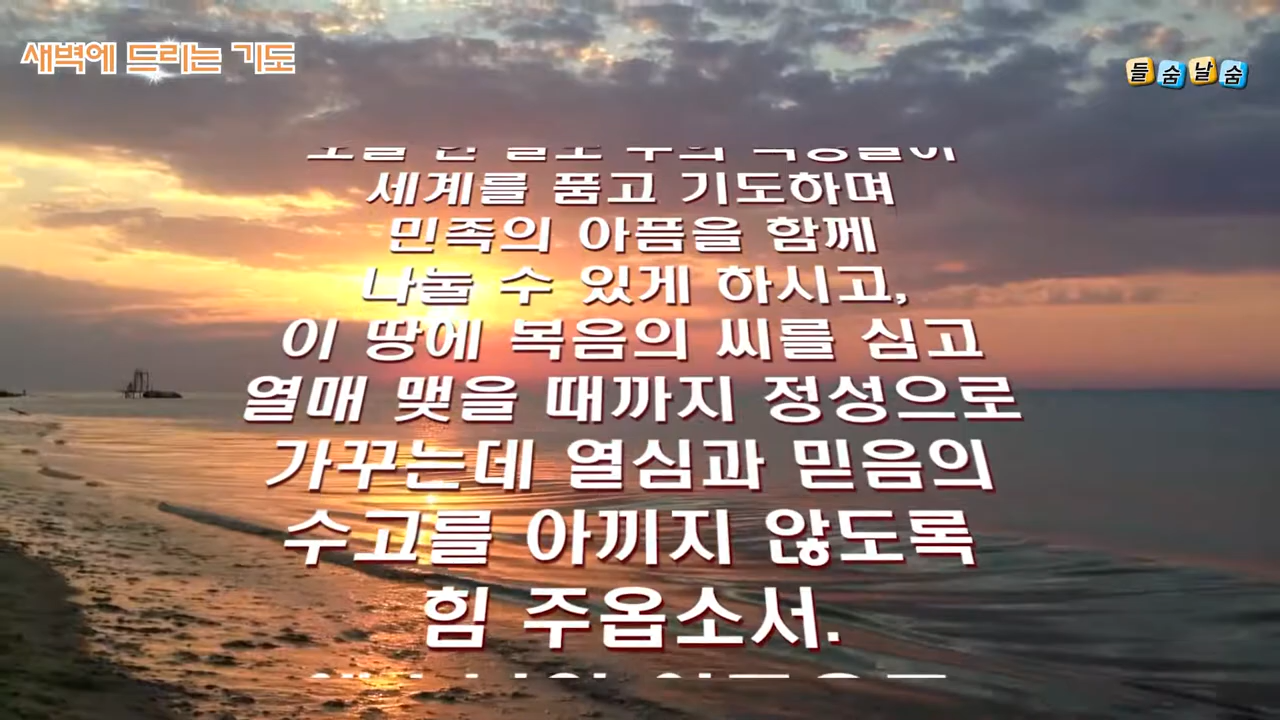 새벽에 드리는 기도
들숨날숨
세계를 품고 기도하며
민족의 아픔을 함께
나눌 수 있게 하시고,
이 땅에 복음의 씨를 심고
열매 맺을 때까지 정성으로
가꾸는데 열심과 믿음의
수고를 아끼지 않도록
힘 주옵소서.